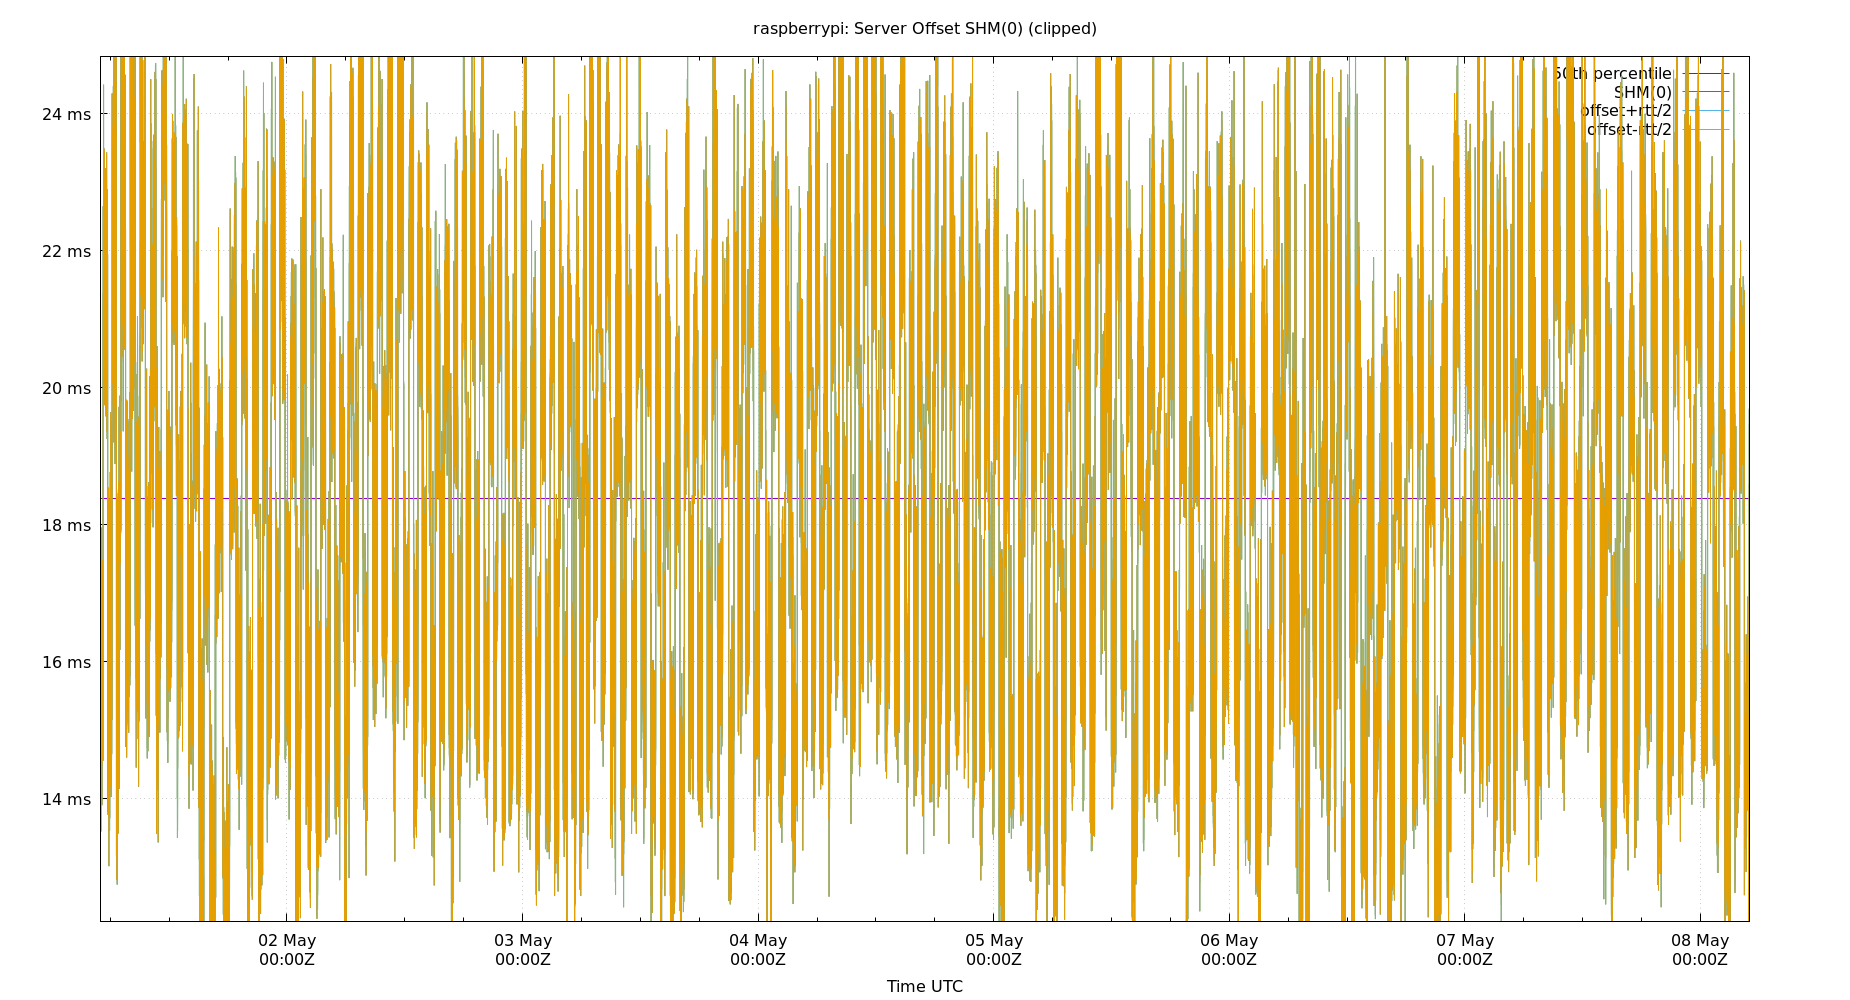 raspberrypi: Server Offset SHM(0) (clipped)
50th percentile
SHM(0)
offset+rtt/2
offset-rtt/2
24 ms
22 ms
20 ms
18 ms
16 ms
14 ms
02 May 03 May 04 May 05 May 06 May 07 May 08 May
00:00Z 00:00Z 00:00Z 00:00Z 00:00Z 00:00Z 00:00Z
Time UTC